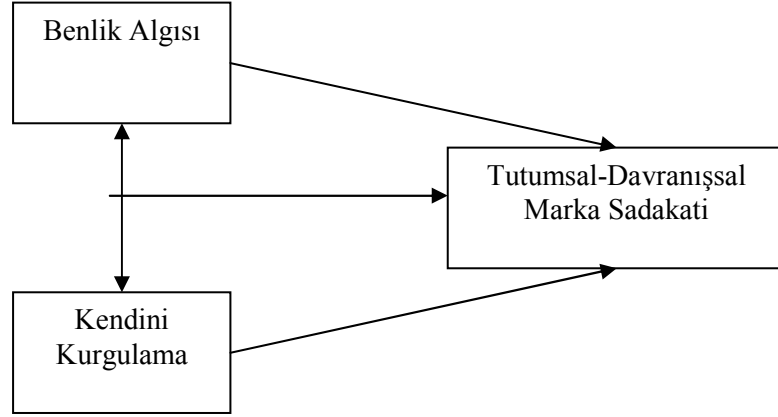 Benlik Algısı
Tutumsal-Davranışsal
Marka Sadakati
Kendini
Kurgulama